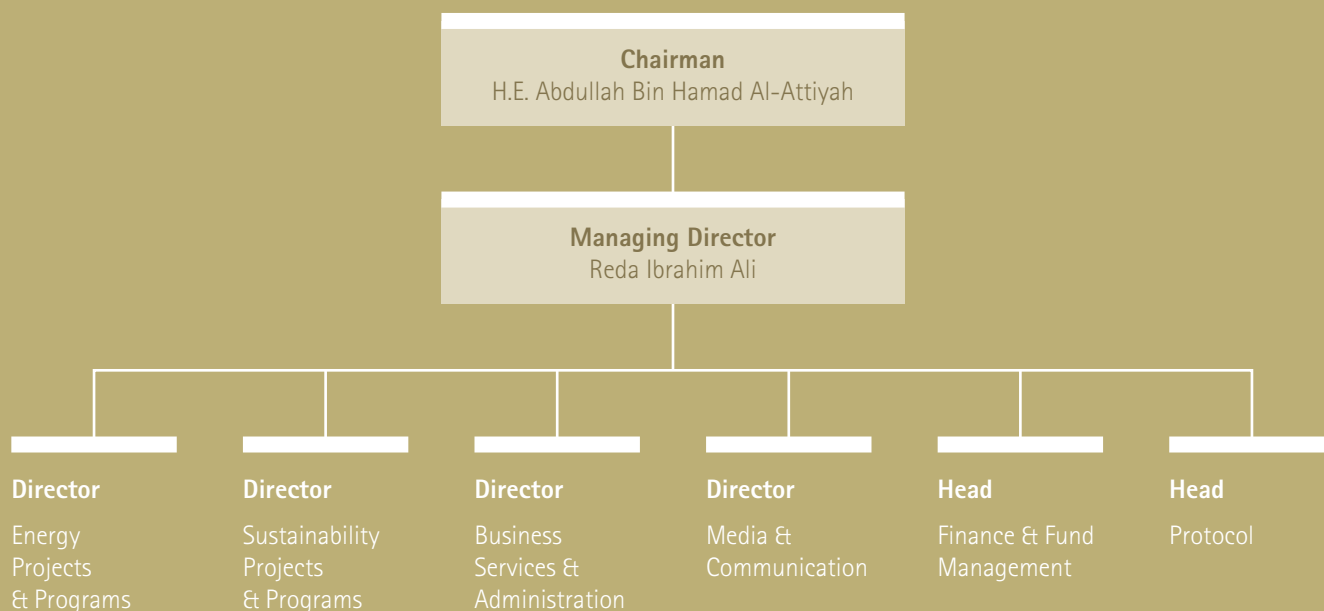 Chairman
H.E. Abdullah Bin Hamad Al-Attiyah
Managing Director
Reda Ibrahim Ali
Director
Energy
Projects
& Programs
Director
Sustainability
Projects
& Programs
Director
Business
Services &
Administration
Director
Media &
Communication
Head
Finance & Fund
Management
Head
Protocol